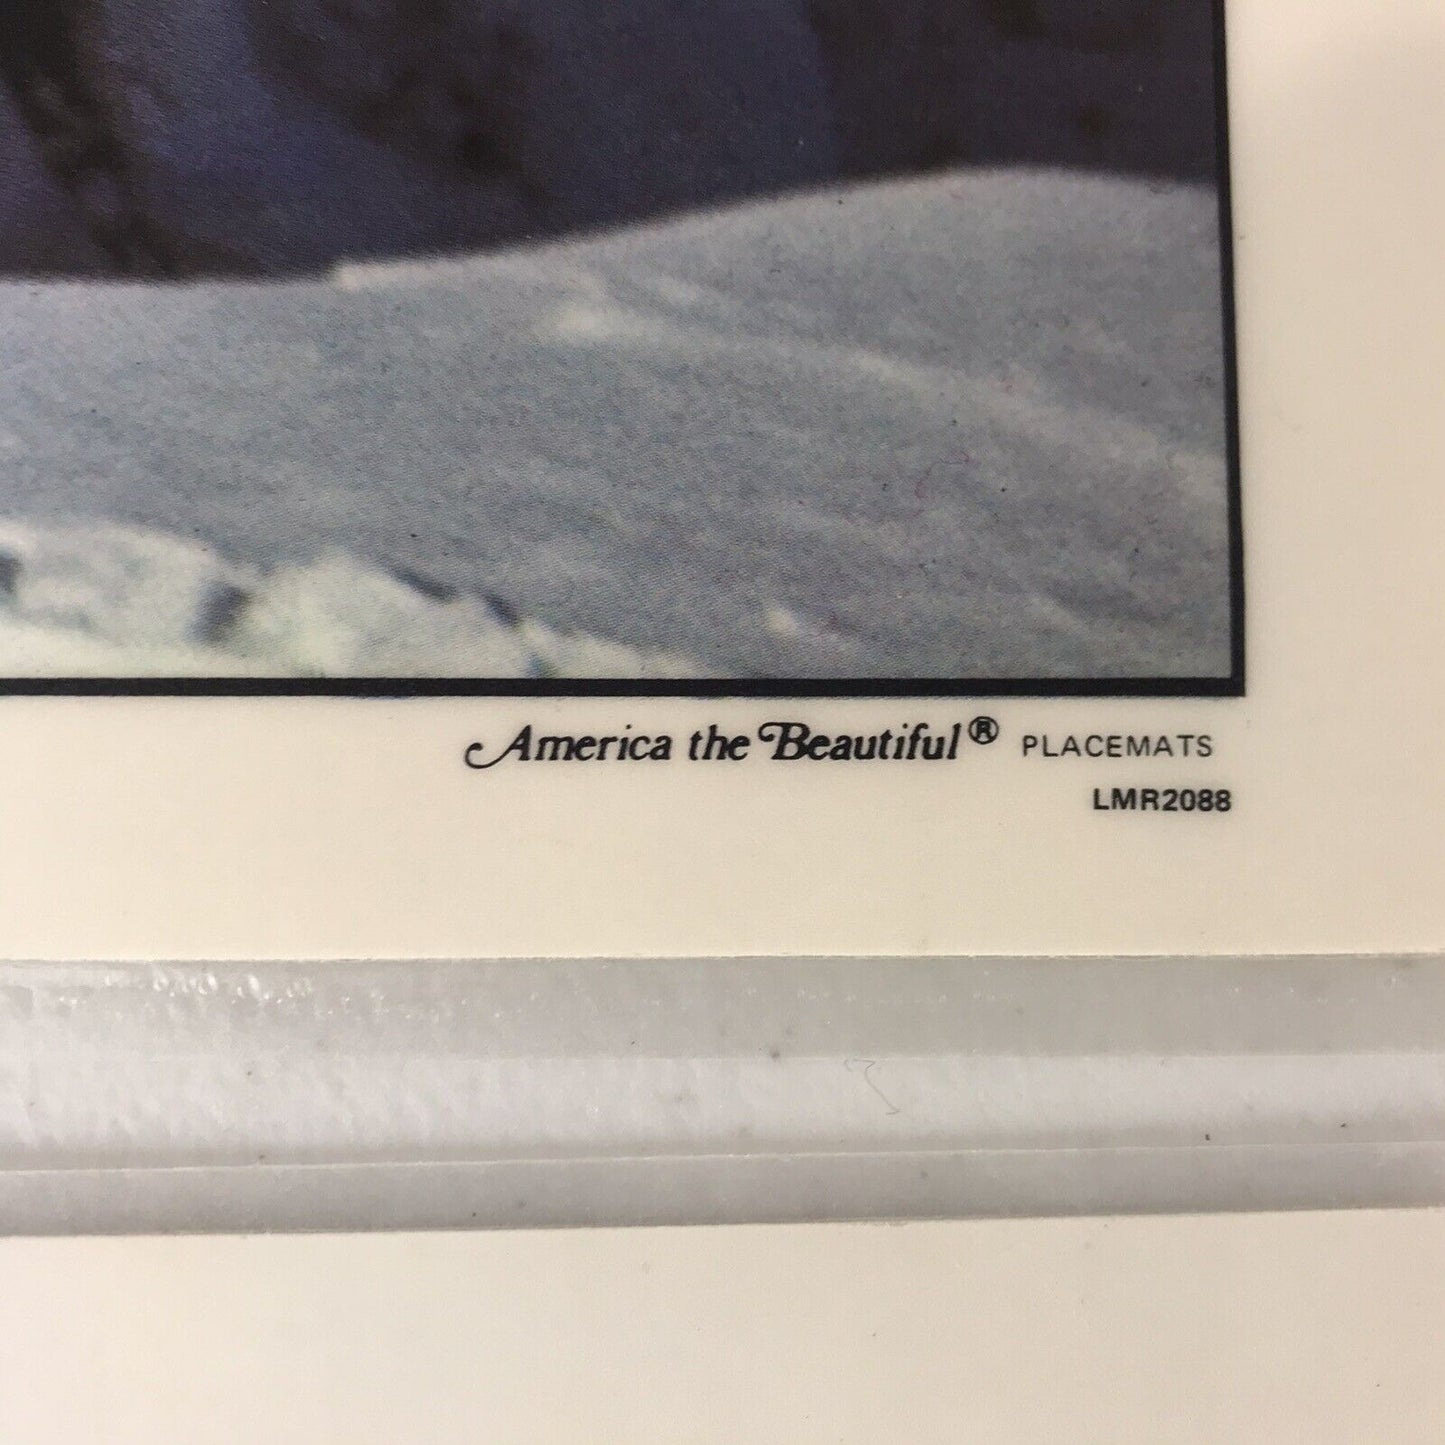 America the Beautiful® PLACEMATS
LMR2088